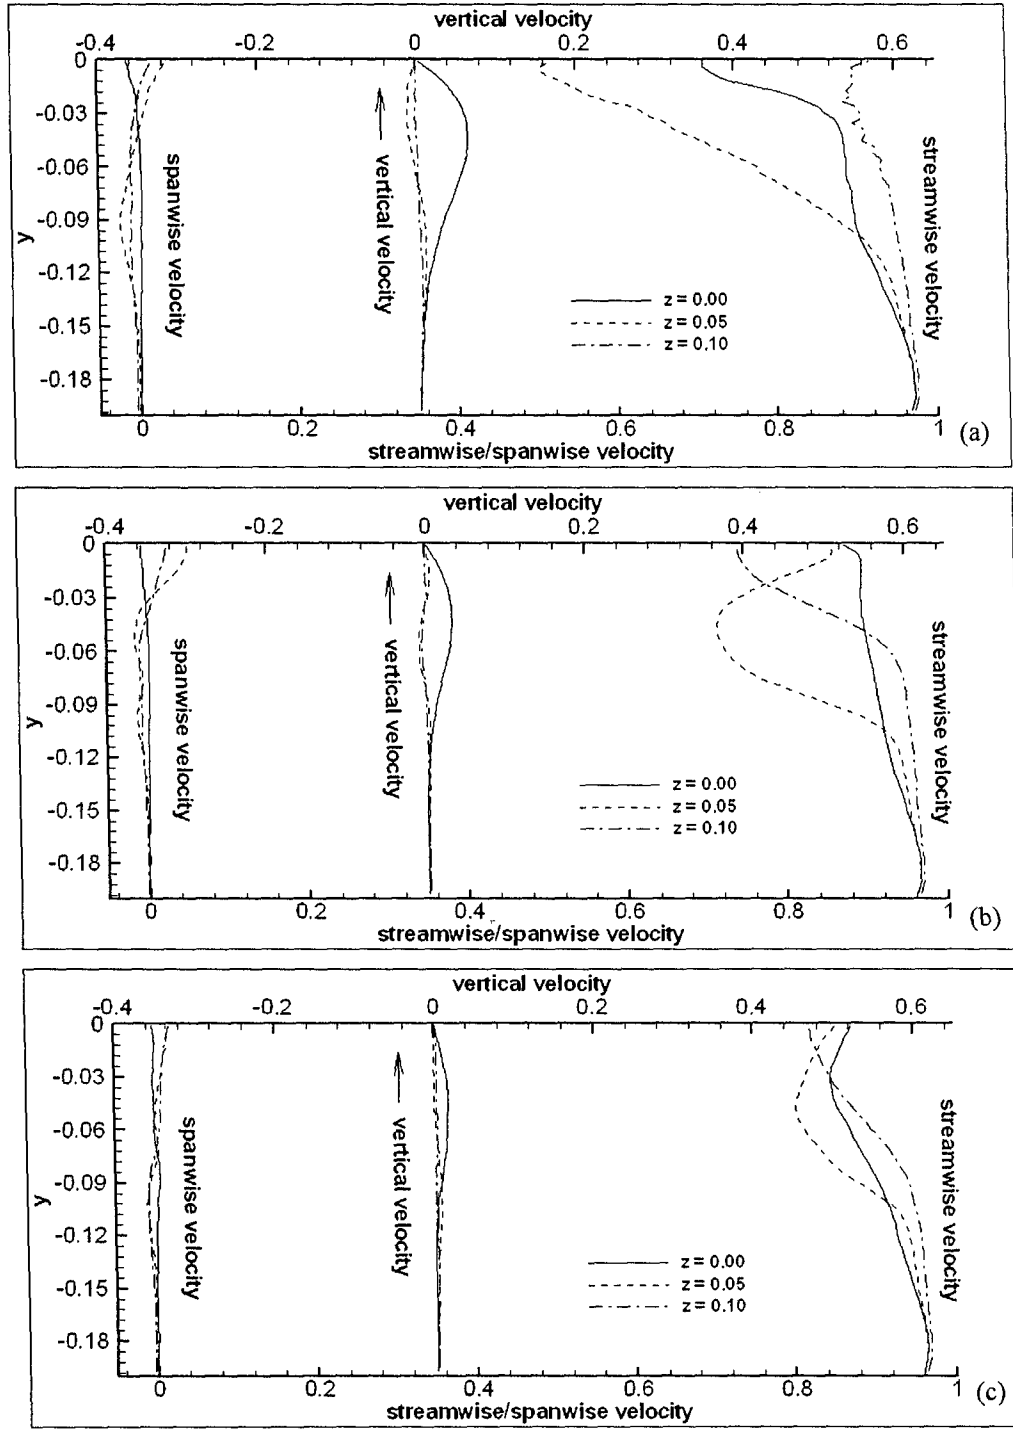 vertical velocity
-0.4 -0.2 0 0.2 0.4 0.6
0
-0.03
-0.06
-0.09
-0.12
-0.15
-0.18
y
spanwise velocity
vertical velocity
streamwise velocity
z = 0.00
z = 0.05
z = 0.10
0 0.2 0.4 0.6 0.8 1
streamwise/spanwise velocity
(a)
vertical velocity
-0.4 -0.2 0 0.2 0.4 0.6
0
-0.03
-0.06
-0.09
-0.12
-0.15
-0.18
y
spanwise velocity
vertical velocity
streamwise velocity
z = 0.00
z = 0.05
z = 0.10
0 0.2 0.4 0.6 0.8 1
streamwise/spanwise velocity
(b)
vertical velocity
-0.4 -0.2 0 0.2 0.4 0.6
0
-0.03
-0.06
-0.09
-0.12
-0.15
-0.18
y
spanwise velocity
vertical velocity
streamwise velocity
z = 0.00
z = 0.05
z = 0.10
0 0.2 0.4 0.6 0.8 1
streamwise/spanwise velocity
(c)